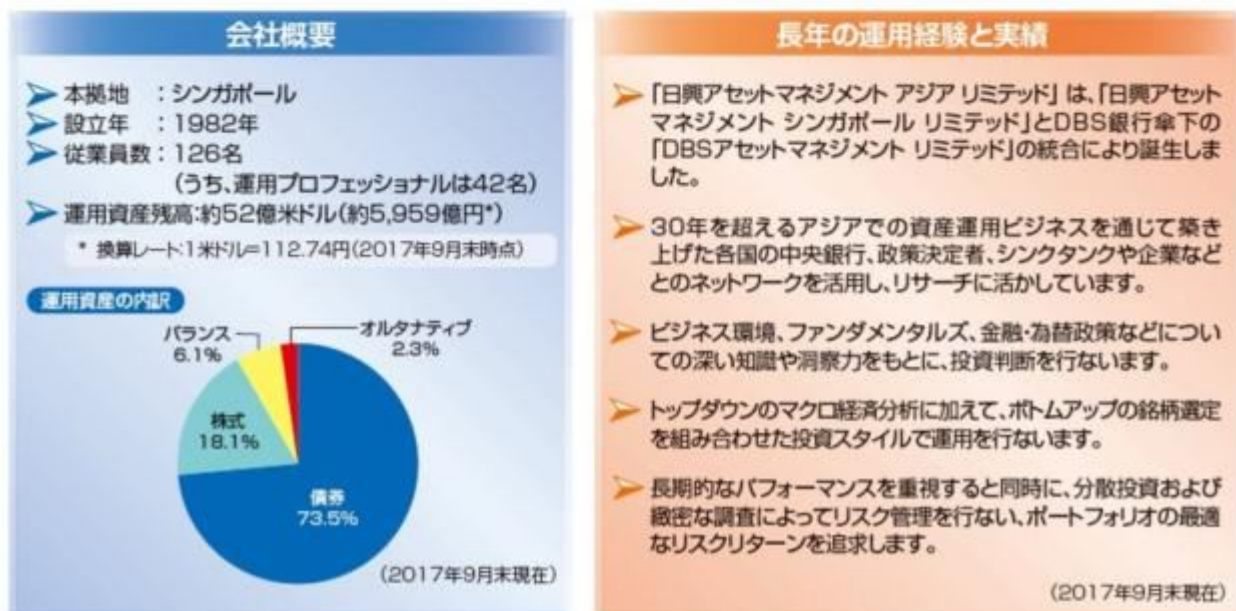 会社概要
本拠地 :シンガポール
設立年 :1982年
従業員数:126名
(うち、運用プロフェッショナルは42名)
運用資産残高:約52億米ドル(約5,959億円*)
* 換算レート:1米ドル=112.74円(2017年9月末時点)
運用資産の内訳
バランス
6.1%
オルタナティブ
2.3%
株式
18.1%
債券
73.5%
(2017年9月末現在)
長年の運用経験と実績
「日興アセットマネジメント アジア リミテッド」は、「日興アセット
マネジメント シンガポール リミテッド」とDBS銀行傘下の
「DBSアセットマネジメント リミテッド」の統合により誕生しま
した。
30年を超えるアジアでの資産運用ビジネスを通じて築き
上げた各国の中央銀行、政策決定者、シンクタンクや企業など
とのネットワークを活用し、リサーチに活かしています。
ビジネス環境、ファンダメンタルズ、金融・為替政策などについ
ての深い知識や洞察力をもとに、投資判断を行ないます。
トップダウンのマクロ経済分析に加えて、ボトムアップの銘柄選定
を組み合わせた投資スタイルで運用を行ないます。
長期的なパフォーマンスを重視すると同時に、分散投資および
緻密な調査によってリスク管理を行ない、ポートフォリオの最適
なリスクリターンを追求します。
(2017年9月末現在)